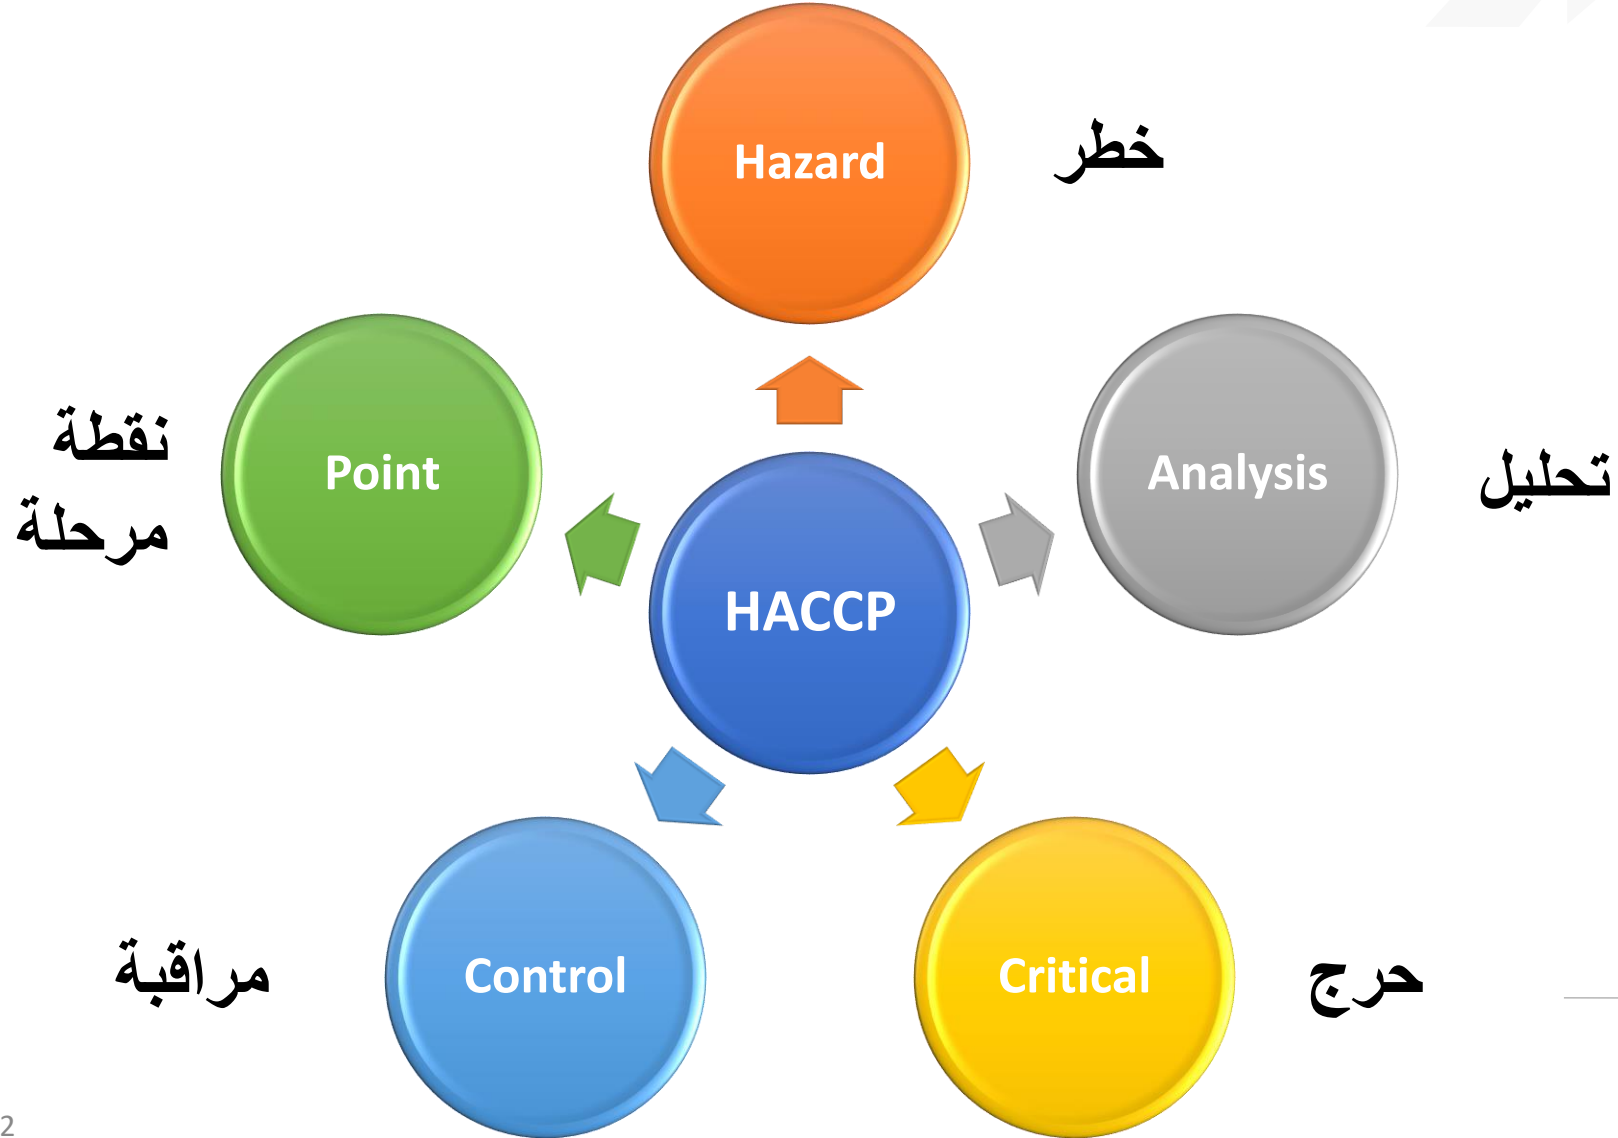 Hazard
خطر
Analysis
تحليل
Critical
حرج
Control
مراقبة
Point
نقطة
مرحلة
HACCP
2